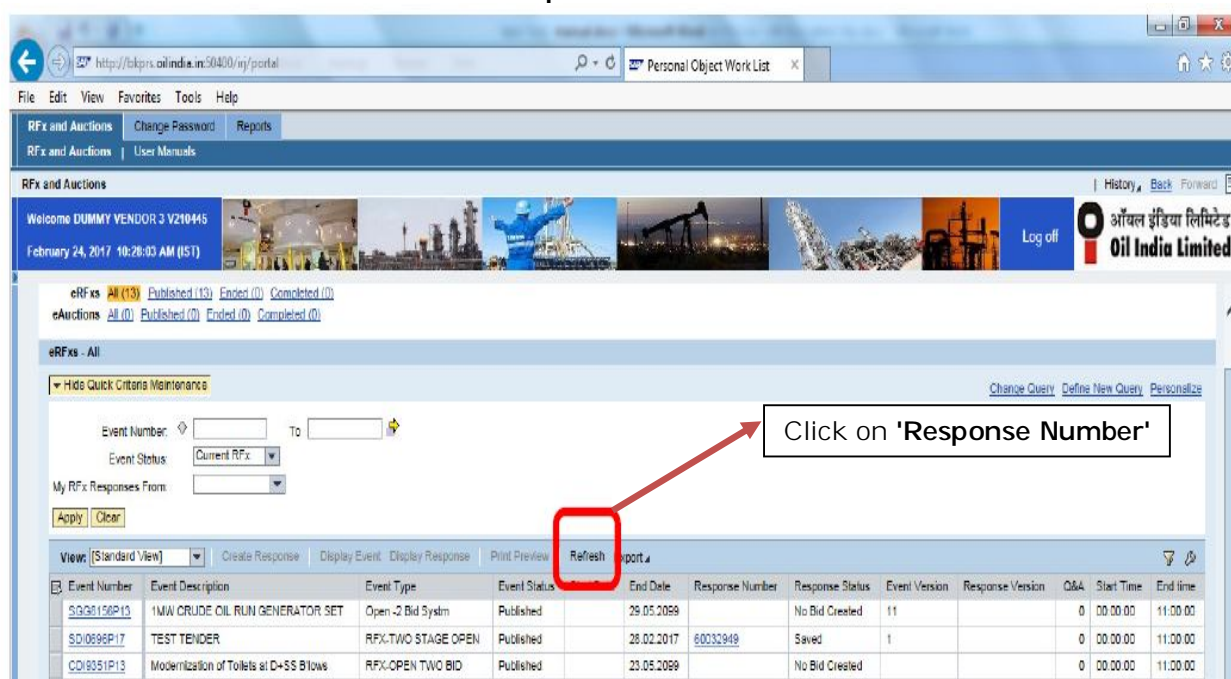 http://bkprs.oilindia.in:50400/irj/portal
Personal Object Work List
File Edit View Favorites Tools Help
RFx and Auctions Change Password Reports
RFx and Auctions | User Manuals
RFx and Auctions
| History Back Forward
Welcome DUMMY VENDOR 3 V210445
February 24, 2017 10:28:03 AM (IST)
Log off
ऑयल इंडिया लिमिटेड
Oil India Limited
eRFxs All (13) Published (13) Ended (0) Completed (0)
eAuctions All (0) Published (0) Ended (0) Completed (0)
eRFxs - All
Hide Quick Criteria Maintenance
Change Query Define New Query Personalize
Click on 'Response Number'
Event Number: To
Event Status: Current RFx
My RFx Responses From:
Apply Clear
View: [Standard View] Create Response Display Event Display Response Print Preview Refresh Export
Event Number Event Description Event Type Event Status End Date Response Number Response Status Event Version Response Version Q&A Start Time End time
SGG6156P13 1MW CRUDE OIL RUN GENERATOR SET Open -2 Bid Systm Published 29.05.2099 No Bid Created 11 0 00:00:00 11:00:00
SDI0696P17 TEST TENDER RFX-TWO STAGE OPEN Published 28.02.2017 60032949 Saved 1 0 00:00:00 11:00:00
CDI9351P13 Modernization of Toilets at D+SS B'lows RFX-OPEN TWO BID Published 23.05.2099 No Bid Created 0 00:00:00 11:00:00